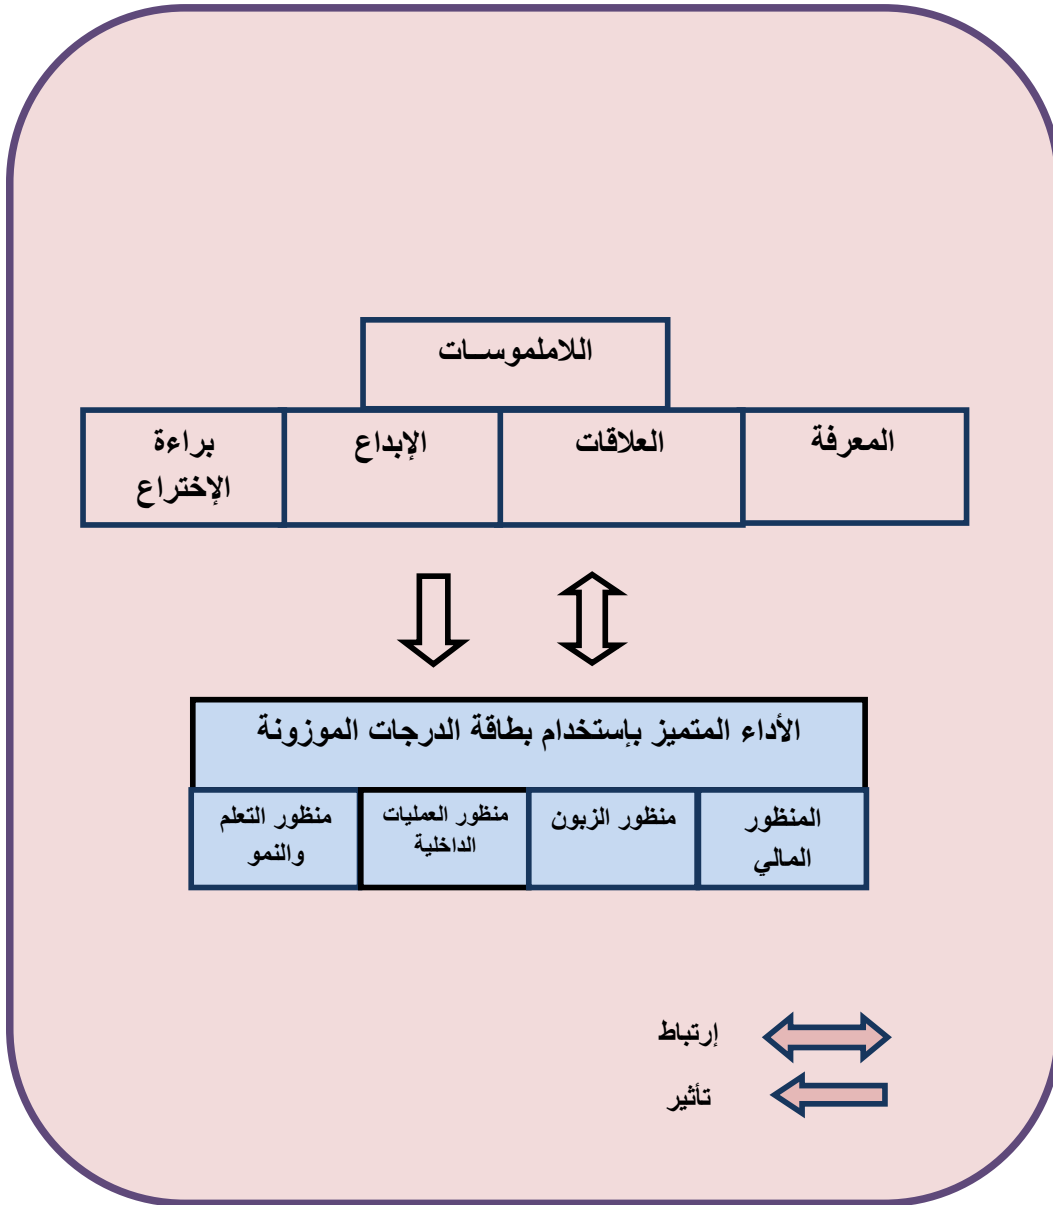 اللاملموســات
المعرفة
العلاقات
الإبداع
براءة
الإختراع
الأداء المتميز بإستخدام بطاقة الدرجات الموزونة
المنظور
المالي
منظور الزبون
منظور العمليات
الداخلية
منظور التعلم
والنمو
إرتباط
تأثير